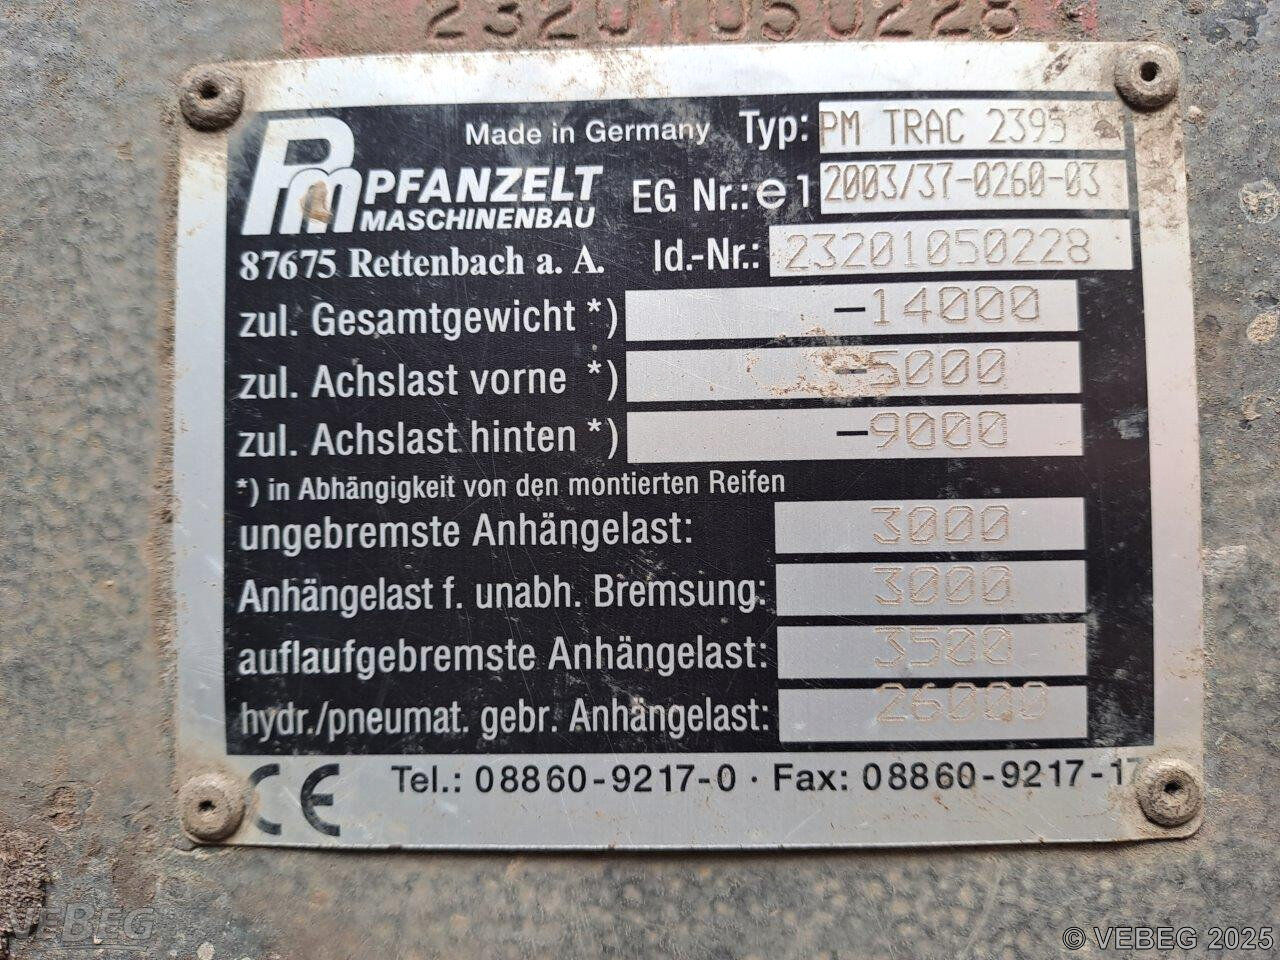 23201050228
Made in Germany Typ: PM TRAC 2395
Pm PFANZELT
MASCHINENBAU
EG Nr.: e1 2003/37-0260-03
87675 Rettenbach a. A. Id.-Nr.: 23201050228
zul. Gesamtgewicht *) -14000
zul. Achslast vorne *) -5000
zul. Achslast hinten *) -9000
*) in Abhängigkeit von den montierten Reifen
ungebremste Anhängelast: 3000
Anhängelast f. unabh. Bremsung: 3000
auflaufgebremste Anhängelast: 3500
hydr./pneumat. gebr. Anhängelast: 26000
CE Tel.: 08860-9217-0 · Fax: 08860-9217-17
VEBEG
© VEBEG 2025